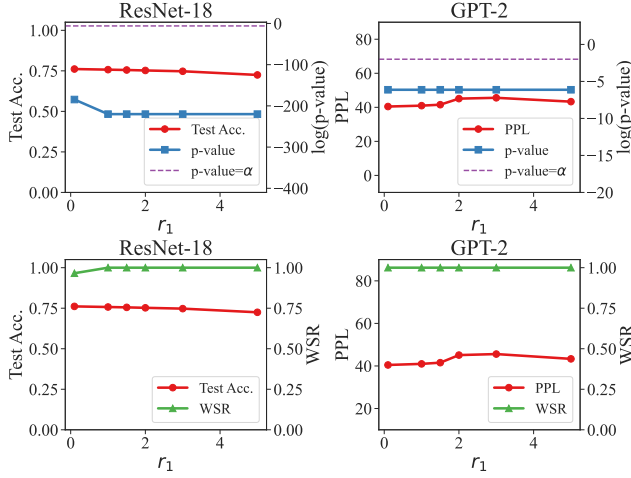 ResNet-18
1.00
0.75
0.50
0.25
0.00
Test Acc.
0
−100
−200
−300
−400
log(p-value)
Test Acc.
p-value
p-value=α
0
2
4
r₁
GPT-2
80
60
40
20
0
PPL
0
−5
−10
−15
−20
log(p-value)
PPL
p-value
p-value=α
0
2
4
r₁
ResNet-18
1.00
0.75
0.50
0.25
0.00
Test Acc.
1.00
0.75
0.50
0.25
0.00
WSR
Test Acc.
WSR
0
2
4
r₁
GPT-2
80
60
40
20
PPL
1.00
0.75
0.50
0.25
0.00
WSR
PPL
WSR
0
2
4
r₁